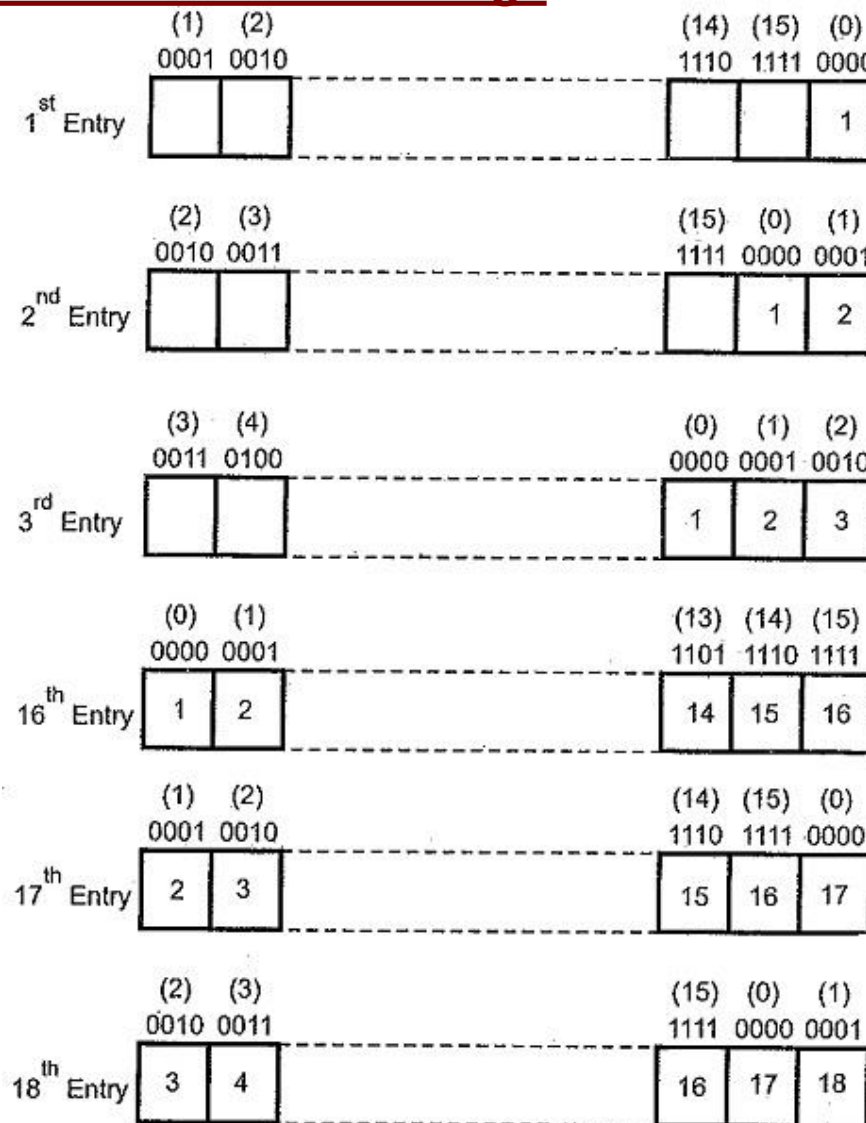 (1) (2) (14) (15) (0)
0001 0010 1110 1111 0000
1st Entry 1
(2) (3) (15) (0) (1)
0010 0011 1111 0000 0001
2nd Entry 1 2
(3) (4) (0) (1) (2)
0011 0100 0000 0001 0010
3rd Entry 1 2 3
(0) (1) (13) (14) (15)
0000 0001 1101 1110 1111
16th Entry 1 2 14 15 16
(1) (2) (14) (15) (0)
0001 0010 1110 1111 0000
17th Entry 2 3 15 16 17
(2) (3) (15) (0) (1)
0010 0011 1111 0000 0001
18th Entry 3 4 16 17 18